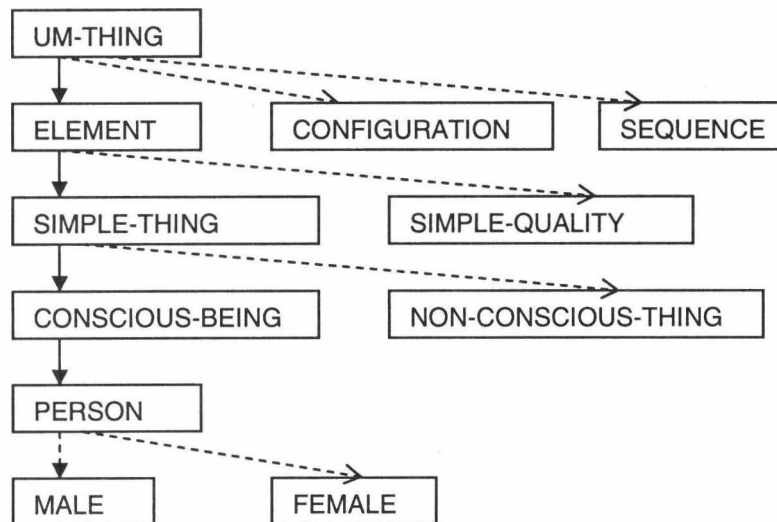 UM-THING
ELEMENT CONFIGURATION SEQUENCE
SIMPLE-THING SIMPLE-QUALITY
CONSCIOUS-BEING NON-CONSCIOUS-THING
PERSON
MALE FEMALE